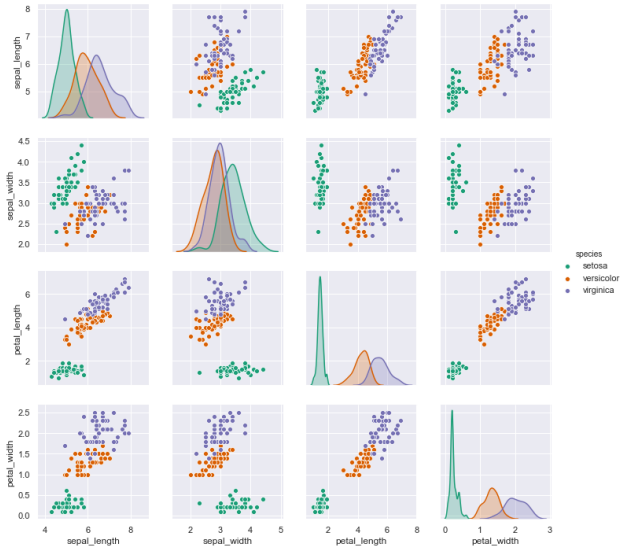 8
7
6
5
sepal_length
4.5
4.0
3.5
3.0
2.5
2.0
sepal_width
species
setosa
versicolor
virginica
6
4
2
petal_length
2.5
2.0
1.5
1.0
0.5
0.0
petal_width
4 6 8 2 3 4 5 2 4 6 8 0 1 2 3
sepal_length sepal_width petal_length petal_width